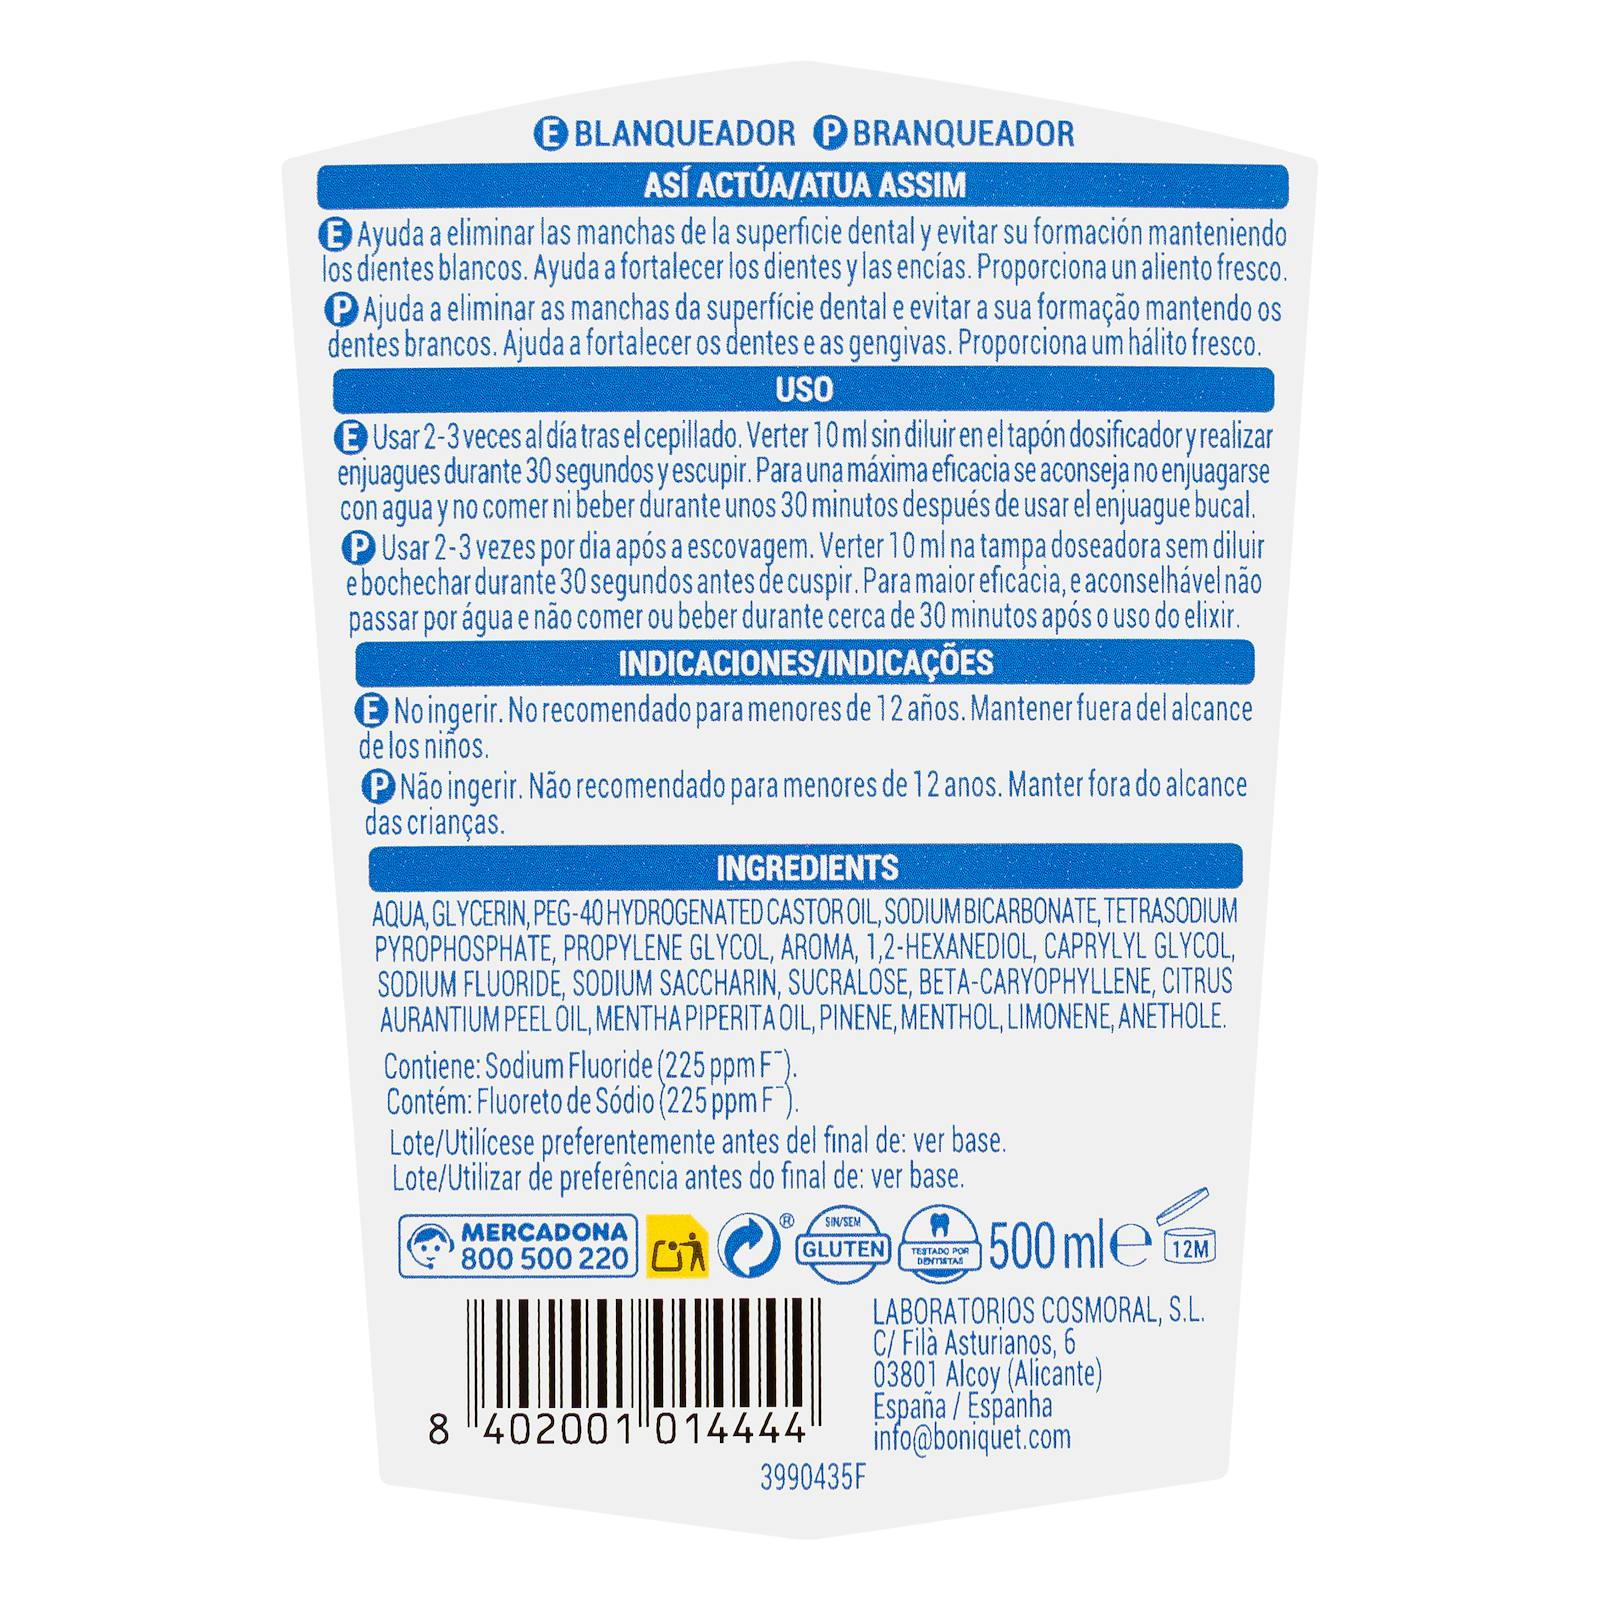 E BLANQUEADOR P BRANQUEADOR
ASÍ ACTÚA/ATUA ASSIM
E Ayuda a eliminar las manchas de la superficie dental y evitar su formación manteniendo
los dientes blancos. Ayuda a fortalecer los dientes y las encías. Proporciona un aliento fresco.
P Ajuda a eliminar as manchas da superfície dental e evitar a sua formação mantendo os
dentes brancos. Ajuda a fortalecer os dentes e as gengivas. Proporciona um hálito fresco.
USO
E Usar 2-3 veces al día tras el cepillado. Verter 10 ml sin diluir en el tapón dosificador y realizar
enjuagues durante 30 segundos y escupir. Para una máxima eficacia se aconseja no enjuagarse
con agua y no comer ni beber durante unos 30 minutos después de usar el enjuague bucal.
P Usar 2-3 vezes por dia após a escovagem. Verter 10 ml na tampa doseadora sem diluir
e bochechar durante 30 segundos antes de cuspir. Para maior eficácia, e aconselhável não
passar por água e não comer ou beber durante cerca de 30 minutos após o uso do elixir.
INDICACIONES/INDICAÇÕES
E No ingerir. No recomendado para menores de 12 años. Mantener fuera del alcance
de los niños.
P Não ingerir. Não recomendado para menores de 12 anos. Manter fora do alcance
das crianças.
INGREDIENTS
AQUA, GLYCERIN, PEG-40 HYDROGENATED CASTOR OIL, SODIUM BICARBONATE, TETRASODIUM
PYROPHOSPHATE, PROPYLENE GLYCOL, AROMA, 1,2-HEXANEDIOL, CAPRYLYL GLYCOL,
SODIUM FLUORIDE, SODIUM SACCHARIN, SUCRALOSE, BETA-CARYOPHYLLENE, CITRUS
AURANTIUM PEEL OIL, MENTHA PIPERITA OIL, PINENE, MENTHOL, LIMONENE, ANETHOLE.
Contiene: Sodium Fluoride (225 ppm F⁻).
Contém: Fluoreto de Sódio (225 ppm F⁻).
Lote/Utilícese preferentemente antes del final de: ver base.
Lote/Utilizar de preferência antes do final de: ver base.
MERCADONA
800 500 220
®
SIN/SEM
GLUTEN
TESTADO POR
DENTISTAS
500 ml e
12M
8 402001 014444
LABORATORIOS COSMORAL, S.L.
C/ Filà Asturianos, 6
03801 Alcoy (Alicante)
España / Espanha
info@boniquet.com
3990435F